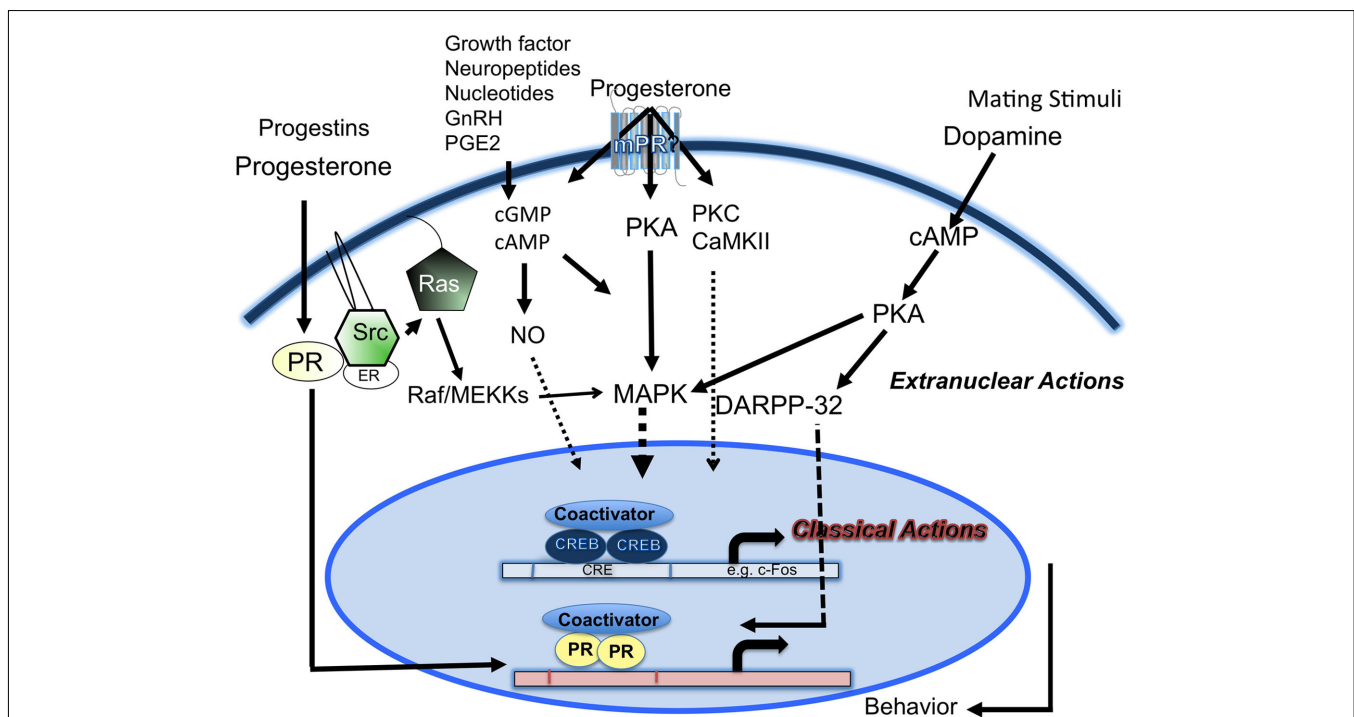 Growth factor
Neuropeptides
Nucleotides
GnRH
PGE2
Progesterone
mPR?
Mating Stimuli
Dopamine
Progestins
Progesterone
cGMP
cAMP
PKA
PKC
CaMKII
cAMP
Ras
Src
NO
PKA
PR
ER
Raf/MEKKs
MAPK
DARPP-32
Extranuclear Actions
Coactivator
CREB
CREB
Classical Actions
CRE
e.g. c-Fos
Coactivator
PR
PR
Behavior